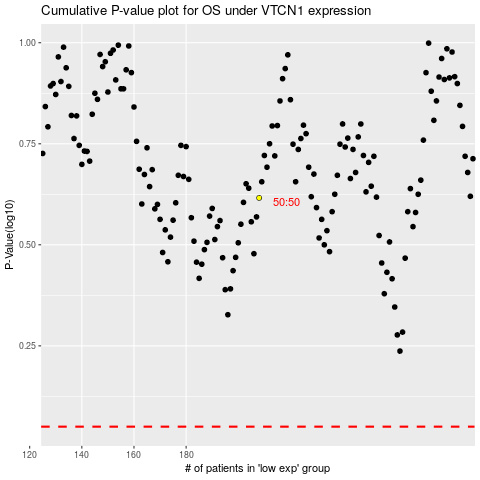 Cumulative P-value plot for OS under VTCN1 expression
P-Value(log10)
1.00
0.75
0.50
0.25
50:50
120 140 160 180
# of patients in 'low exp' group